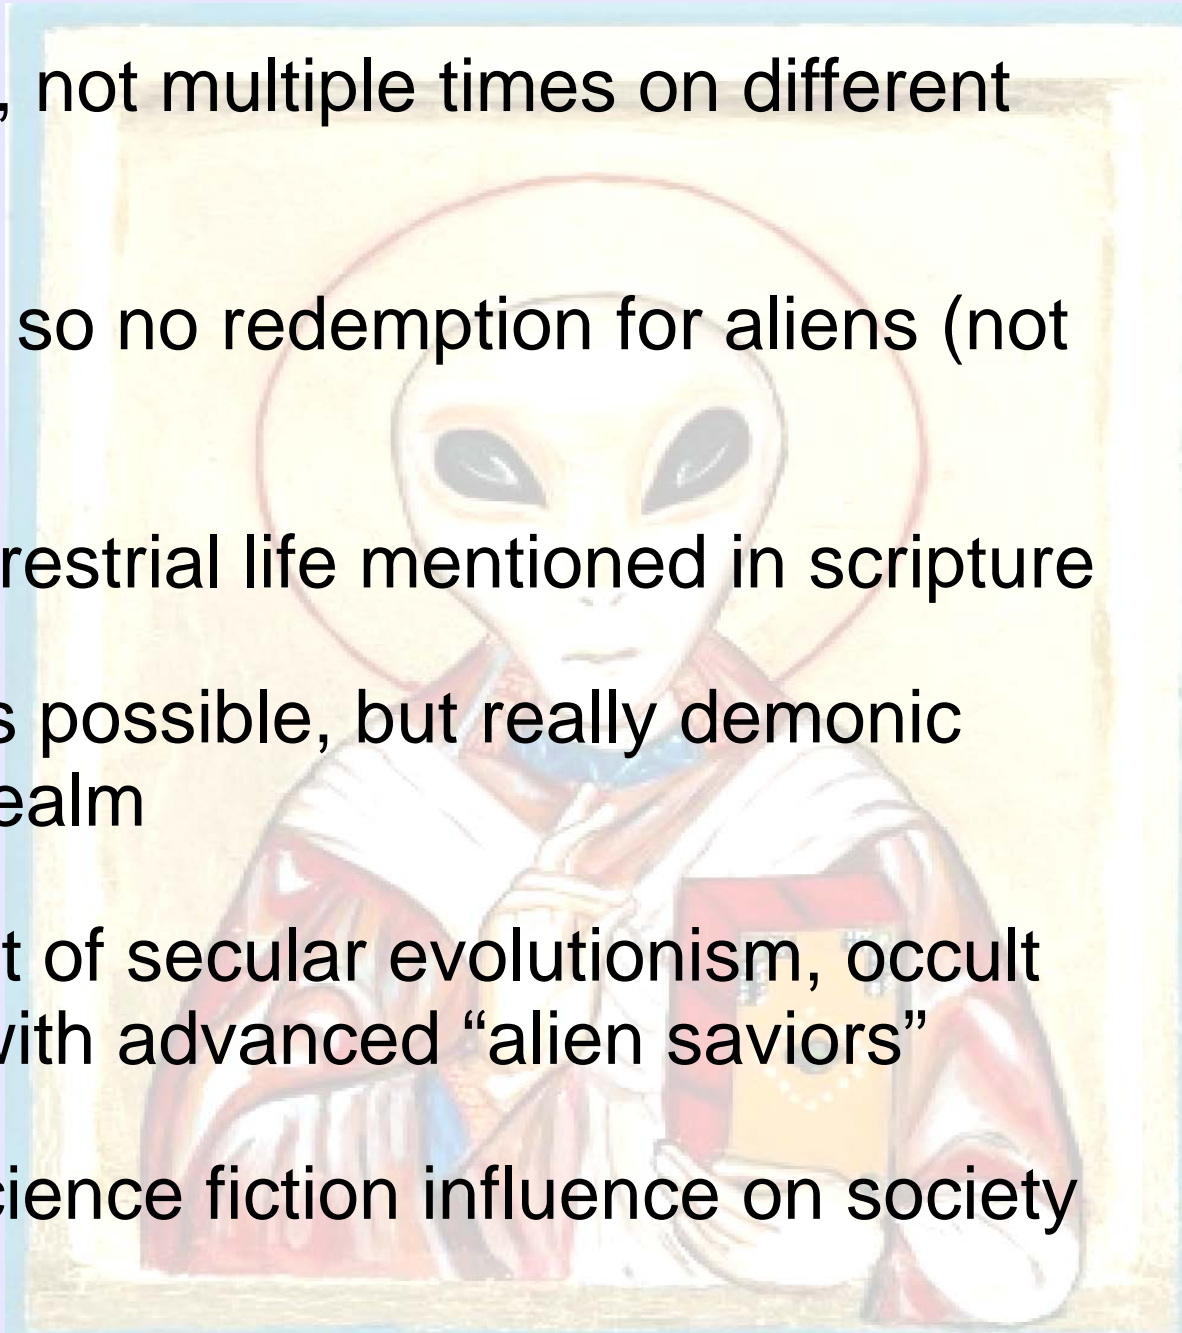 , not multiple times on different
so no redemption for aliens (not
restrial life mentioned in scripture
s possible, but really demonic
ealm
t of secular evolutionism, occult
with advanced “alien saviors”
cience fiction influence on society